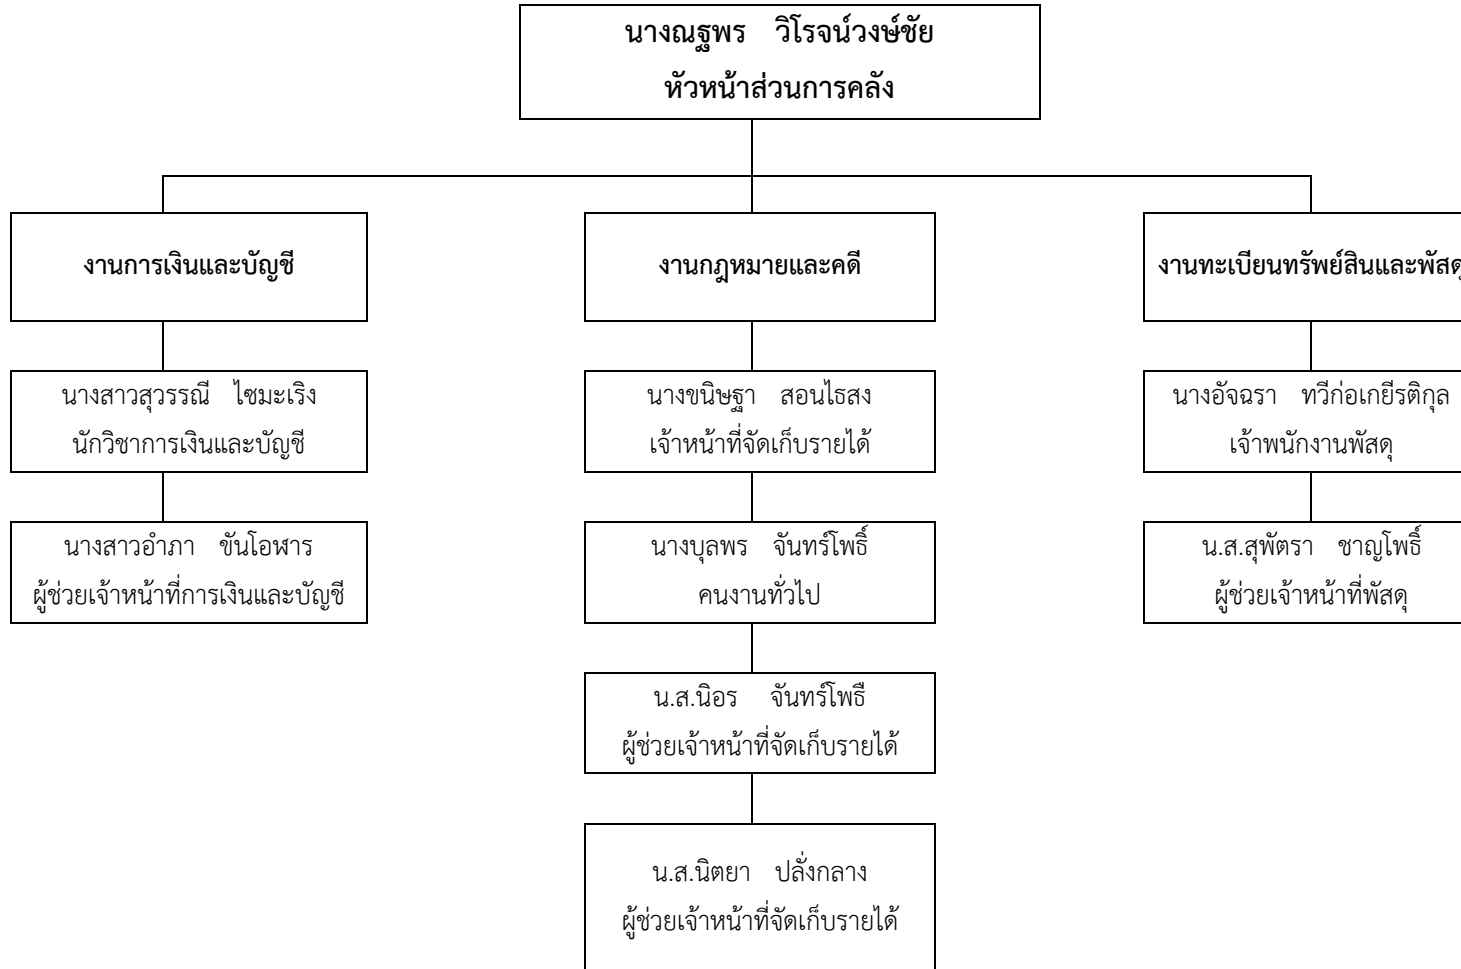 นางณฐพร วิโรจน์วงษ์ชัย
หัวหน้าส่วนการคลัง
งานการเงินและบัญชี
งานกฎหมายและคดี
งานทะเบียนทรัพย์สินและพัสดุ
นางสาวสุวรรณี ไซมะเริง
นักวิชาการเงินและบัญชี
นางขนิษฐา สอนไธสง
เจ้าหน้าที่จัดเก็บรายได้
นางอัจฉรา ทวีก่อเกยีรติกุล
เจ้าพนักงานพัสดุ
นางสาวอำภา ขันโอฬาร
ผู้ช่วยเจ้าหน้าที่การเงินและบัญชี
นางบุลพร จันทร์โพธิ์
คนงานทั่วไป
น.ส.สุพัตรา ชาญโพธิ์
ผู้ช่วยเจ้าหน้าที่พัสดุ
น.ส.นิอร จันทร์โพธื
ผู้ช่วยเจ้าหน้าที่จัดเก็บรายได้
น.ส.นิตยา ปลั่งกลาง
ผู้ช่วยเจ้าหน้าที่จัดเก็บรายได้